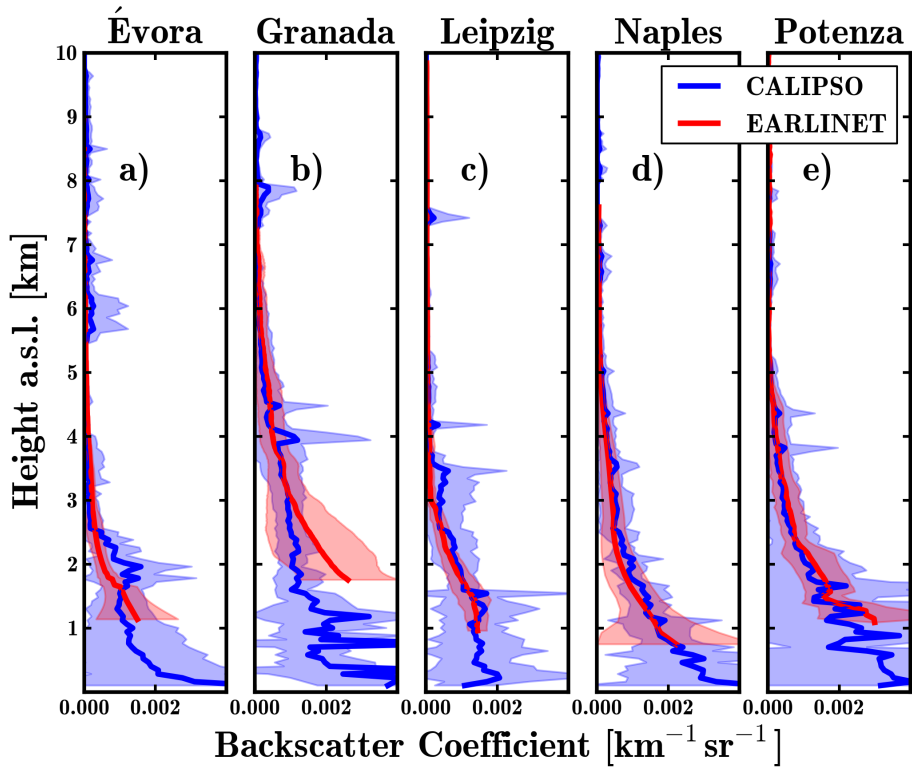 Évora Granada Leipzig Naples Potenza
CALIPSO
EARLINET
a) b) c) d) e)
10
9
8
7
6
5
4
3
2
1
Height a.s.l. [km]
0.000 0.002 0.000 0.002 0.000 0.002 0.000 0.002 0.000 0.002
Backscatter Coefficient [km⁻¹ sr⁻¹]